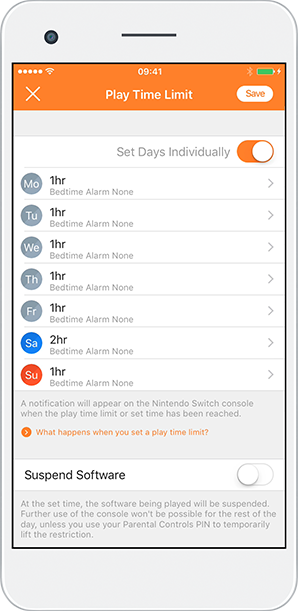 09:41
Play Time Limit
Save
Set Days Individually
Mo
1hr
Bedtime Alarm None
Tu
1hr
Bedtime Alarm None
We
1hr
Bedtime Alarm None
Th
1hr
Bedtime Alarm None
Fr
1hr
Bedtime Alarm None
Sa
2hr
Bedtime Alarm None
Su
1hr
Bedtime Alarm None
A notification will appear on the Nintendo Switch console
when the play time limit or set time has been reached.
What happens when you set a play time limit?
Suspend Software
At the set time, the software being played will be suspended.
Further use of the console won't be possible for the rest of
the day, unless you use your Parental Controls PIN to temporarily
lift the restriction.